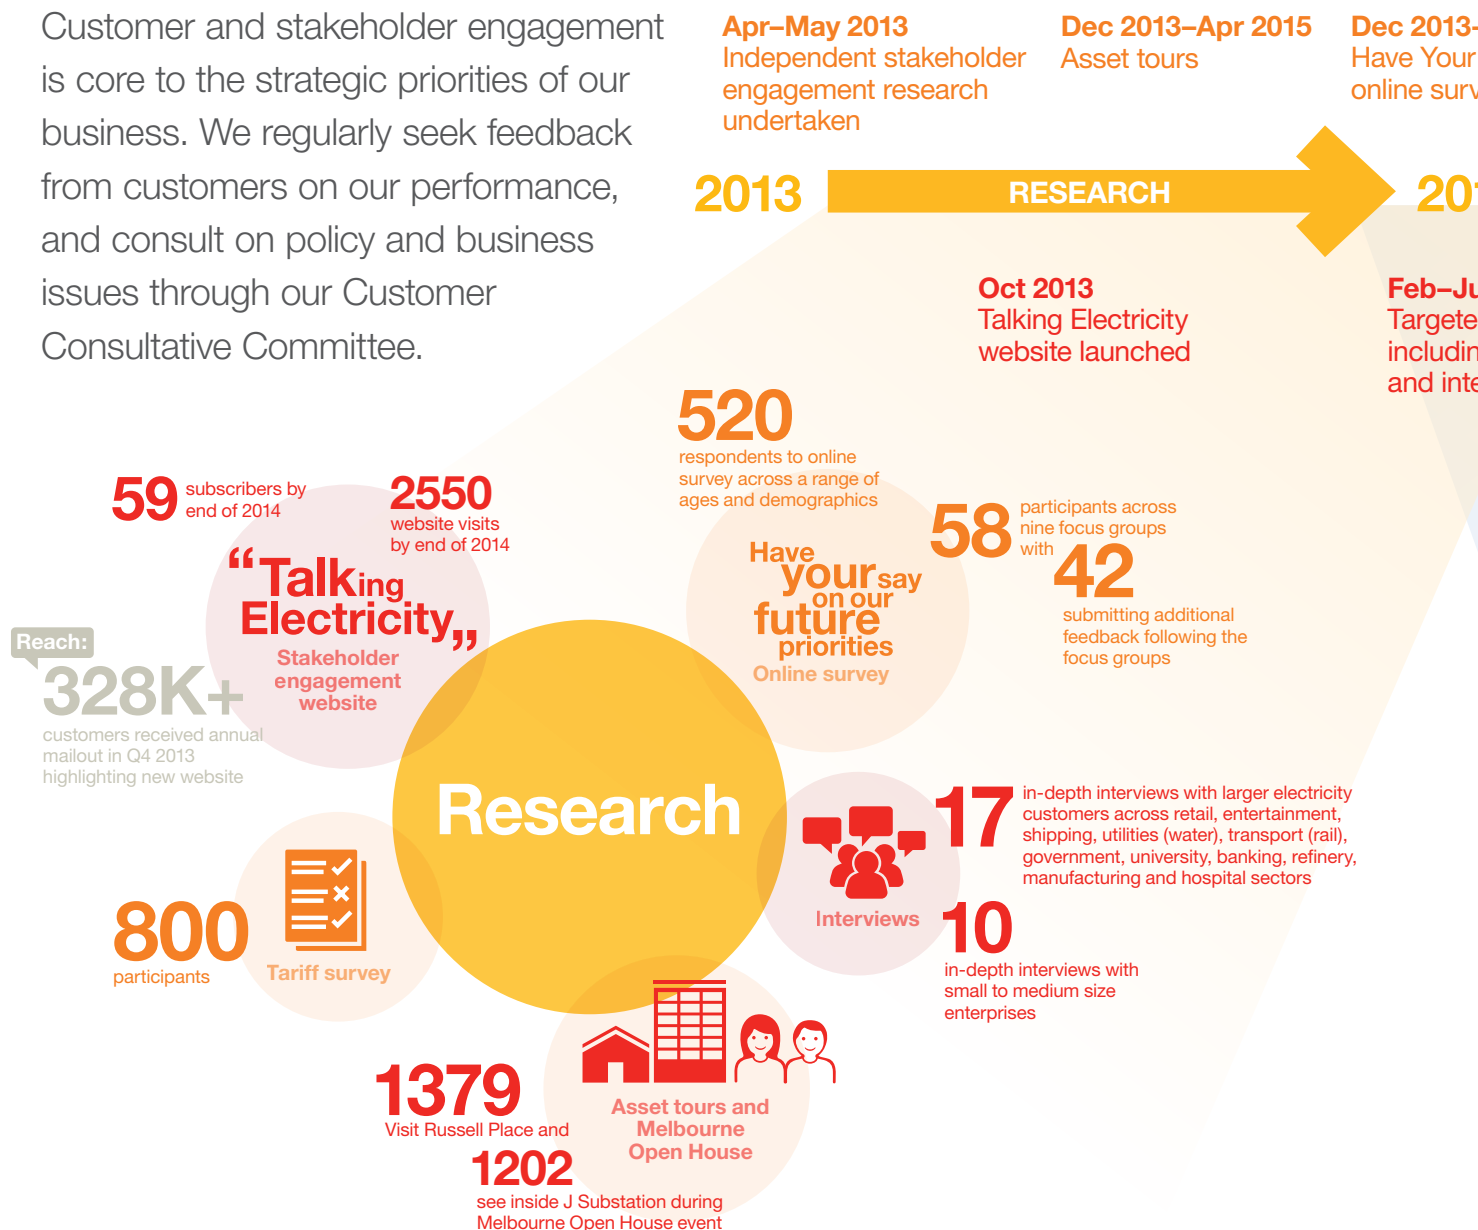 Customer and stakeholder engagement
is core to the strategic priorities of our
business. We regularly seek feedback
from customers on our performance,
and consult on policy and business
issues through our Customer
Consultative Committee.
Apr–May 2013
Independent stakeholder
engagement research
undertaken
Dec 2013–Apr 2015
Asset tours
Dec 2013–
Have Your
online
2013
RESEARCH
Oct 2013
Talking Electricity
website launched
and
59
subscribers by
end of 2014
2550
website visits
by end of 2014
“Talking
Electricity„
Stakeholder
engagement
website
Reach:
328K+
customers received annual
mailout in Q4 2013
highlighting new website
520
respondents to online
survey across a range of
ages and demographics
Have
your say
on our
future
priorities
Online survey
58
participants across
nine focus groups
with
42
submitting additional
feedback following the
focus groups
Research
Interviews
17
in-depth interviews with larger electricity
customers across retail, entertainment,
shipping, utilities (water), transport (rail),
government, university, banking, refinery,
manufacturing and hospital sectors
10
in-depth interviews with
small to medium size
enterprises
800
participants
Tariff survey
Asset tours and
Melbourne
Open House
1379
Visit Russell Place and
1202
see inside J Substation during
Melbourne Open House event